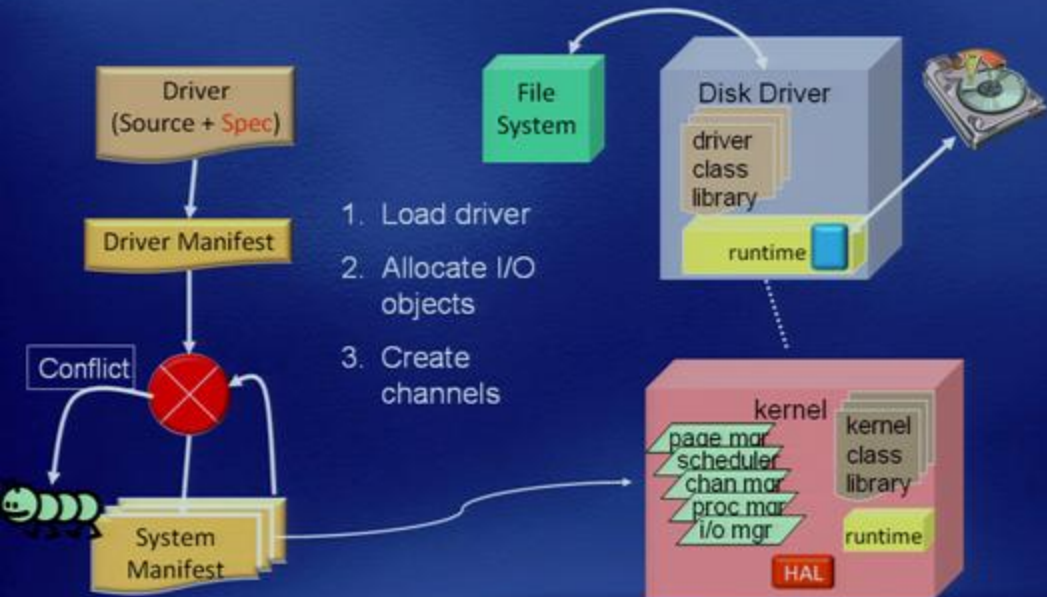 Driver
(Source + Spec)
Driver Manifest
Conflict
System
Manifest
1. Load driver
2. Allocate I/O
objects
3. Create
channels
File
System
Disk Driver
driver
class
library
runtime
kernel
page mgr
scheduler
chan mgr
proc mgr
i/o mgr
kernel
class
library
runtime
HAL